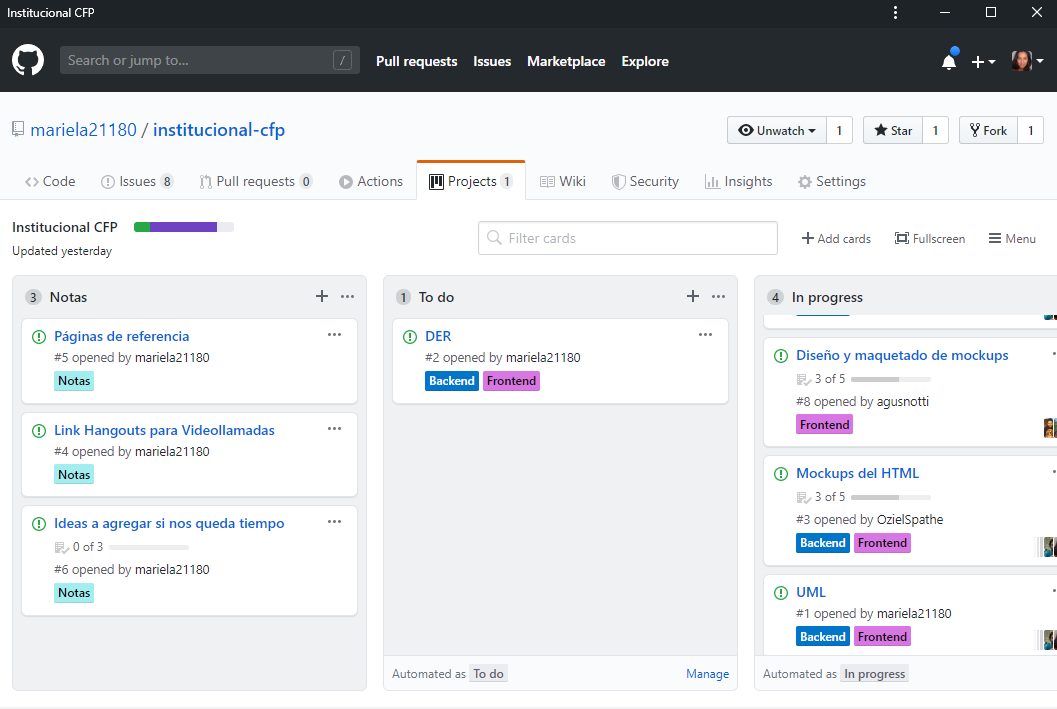 Institucional CFP
Search or jump to... /
Pull requests Issues Marketplace Explore
mariela21180 / institucional-cfp
Unwatch 1 Star 1 Fork 1
Code Issues 8 Pull requests 0 Actions Projects 1 Wiki Security Insights Settings
Institucional CFP
Updated yesterday
Filter cards
Add cards Fullscreen Menu
3 Notas
Páginas de referencia
#5 opened by mariela21180
Notas
Link Hangouts para Videollamadas
#4 opened by mariela21180
Notas
Ideas a agregar si nos queda tiempo
0 of 3
#6 opened by mariela21180
Notas
1 To do
DER
#2 opened by mariela21180
Backend Frontend
Automated as To do Manage
4 In progress
Diseño y maquetado de mockups
3 of 5
#8 opened by agusnotti
Frontend
Mockups del HTML
3 of 5
#3 opened by OzielSpathe
Backend Frontend
UML
#1 opened by mariela21180
Backend Frontend
Automated as In progress